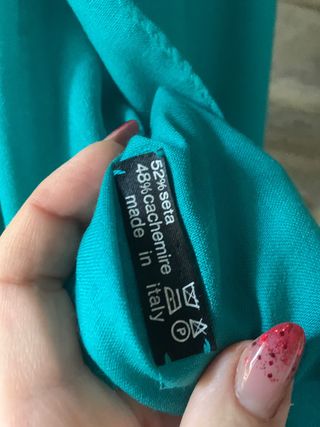 52% seta
48% cachemire
made in italy
P